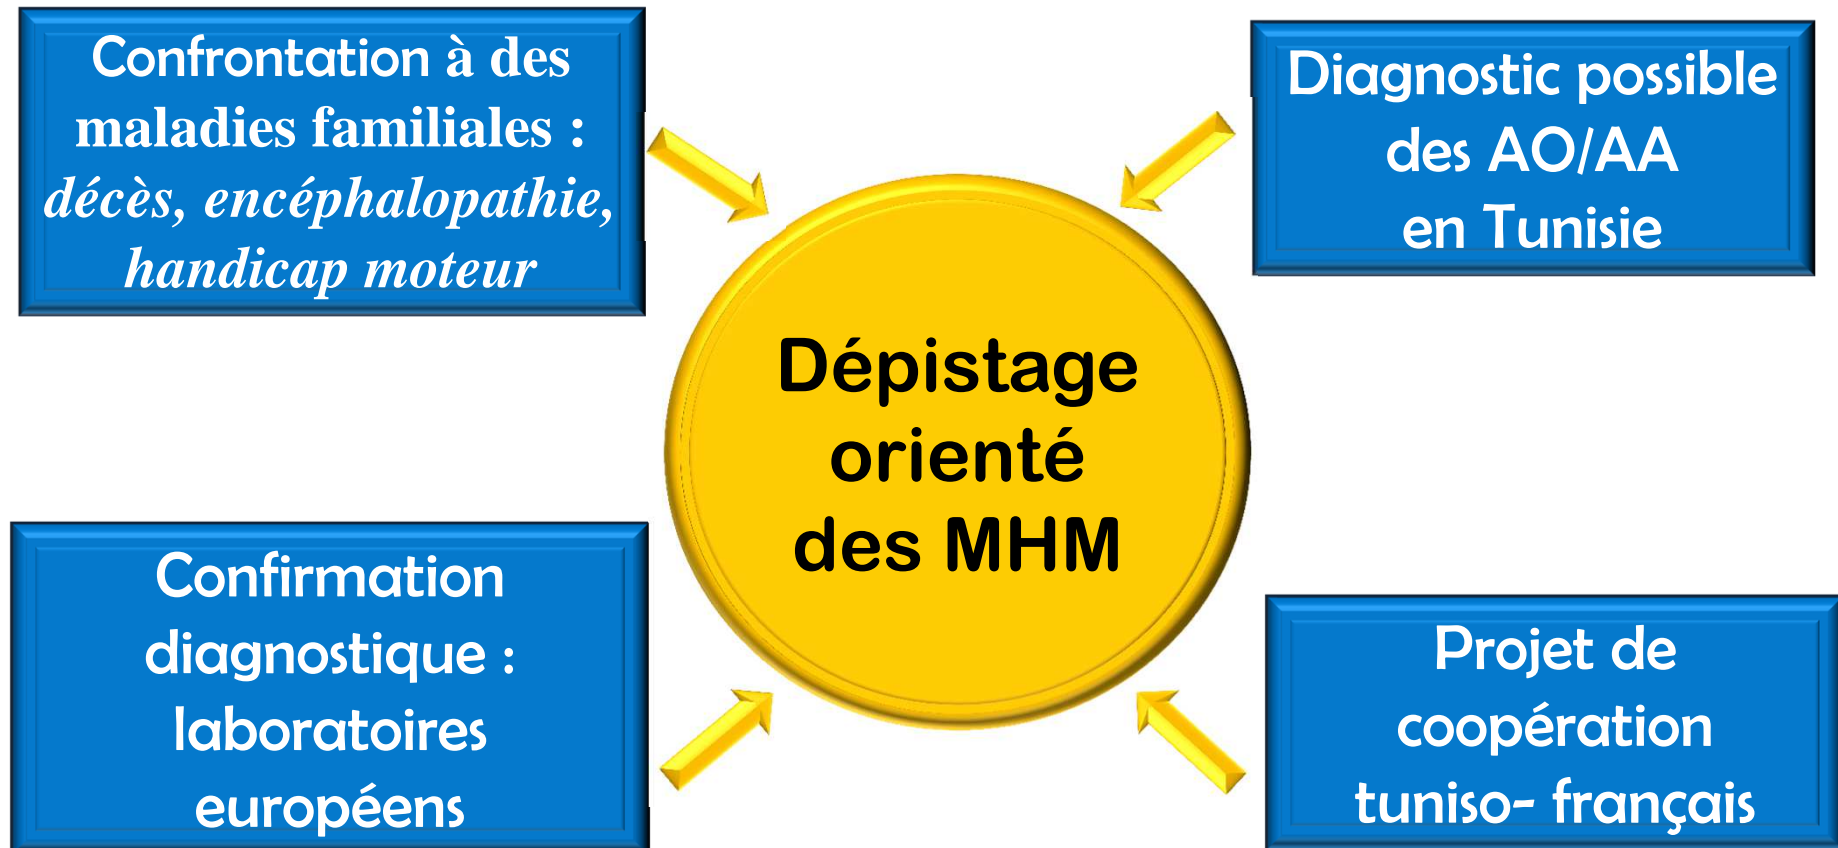 Confrontation à des
maladies familiales :
décès, encéphalopathie,
handicap moteur
Diagnostic possible
des AO/AA
en Tunisie
Dépistage
orienté
des MHM
Confirmation
diagnostique :
laboratoires
européens
Projet de
coopération
tuniso- français